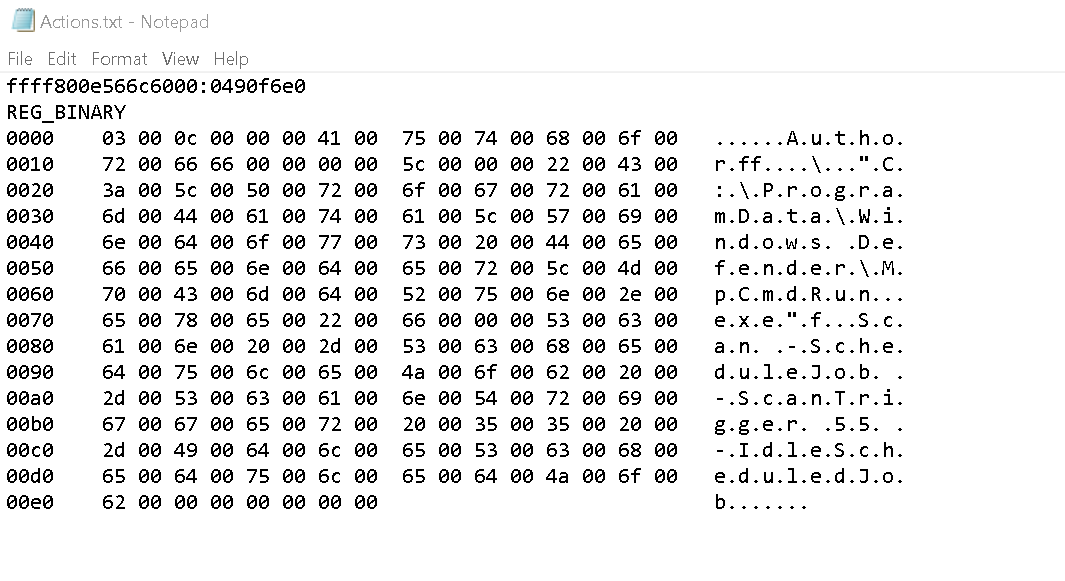 Actions.txt - Notepad
File Edit Format View Help
ffff800e566c6000:0490f6e0
REG_BINARY
0000 03 00 0c 00 00 00 41 00 75 00 74 00 68 00 6f 00 ......A.u.t.h.o.
0010 72 00 66 66 00 00 00 00 5c 00 00 00 22 00 43 00 r.ff....\...".C.
0020 3a 00 5c 00 50 00 72 00 6f 00 67 00 72 00 61 00 :.\.P.r.o.g.r.a.
0030 6d 00 44 00 61 00 74 00 61 00 5c 00 57 00 69 00 m.D.a.t.a.\.W.i.
0040 6e 00 64 00 6f 00 77 00 73 00 20 00 44 00 65 00 n.d.o.w.s. .D.e.
0050 66 00 65 00 6e 00 64 00 65 00 72 00 5c 00 4d 00 f.e.n.d.e.r.\.M.
0060 70 00 43 00 6d 00 64 00 52 00 75 00 6e 00 2e 00 p.C.m.d.R.u.n...
0070 65 00 78 00 65 00 22 00 66 00 00 00 53 00 63 00 e.x.e.".f...S.c.
0080 61 00 6e 00 20 00 2d 00 53 00 63 00 68 00 65 00 a.n. .-.S.c.h.e.
0090 64 00 75 00 6c 00 65 00 4a 00 6f 00 62 00 20 00 d.u.l.e.J.o.b. .
00a0 2d 00 53 00 63 00 61 00 6e 00 54 00 72 00 69 00 -.S.c.a.n.T.r.i.
00b0 67 00 67 00 65 00 72 00 20 00 35 00 35 00 20 00 g.g.e.r. .5.5. .
00c0 2d 00 49 00 64 00 6c 00 65 00 53 00 63 00 68 00 -.I.d.l.e.S.c.h.
00d0 65 00 64 00 75 00 6c 00 65 00 64 00 4a 00 6f 00 e.d.u.l.e.d.J.o.
00e0 62 00 00 00 00 00 00 00 b.......